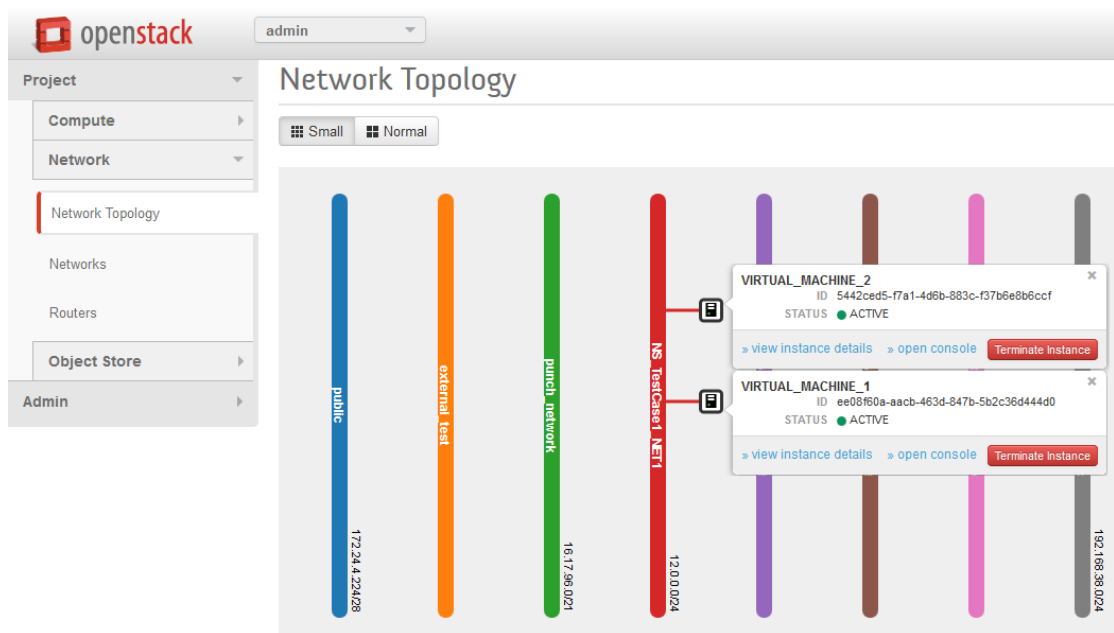 openstack
admin
Project
Compute
Network
Network Topology
Networks
Routers
Object Store
Admin
Network Topology
Small
Normal
public
172.24.4.224/28
external_test
punch_network
16.17.96.0/21
NS_TestCase1_NET1
12.0.0.0/24
192.168.38.0/24
VIRTUAL_MACHINE_2
ID 5442ced5-f7a1-4d6b-883c-f37b6e8b6ccf
STATUS ACTIVE
» view instance details » open console Terminate Instance
VIRTUAL_MACHINE_1
ID ee08f60a-aacb-463d-847b-5b2c36d444d0
STATUS ACTIVE
» view instance details » open console Terminate Instance